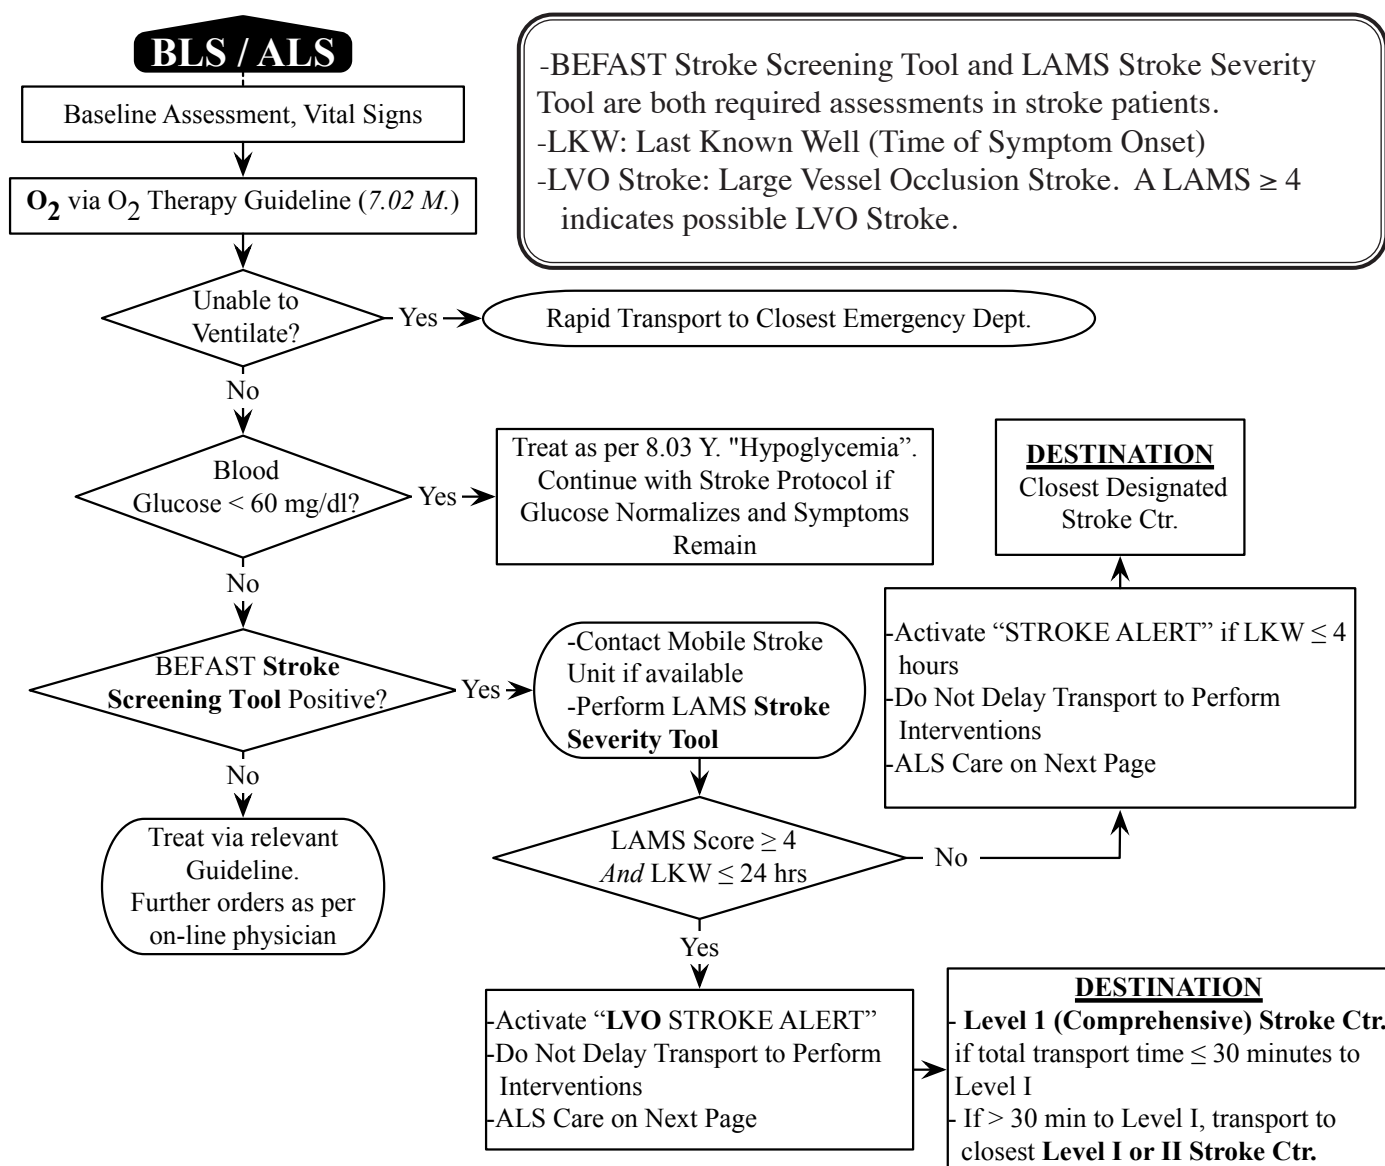 BLS / ALS
-BEFAST Stroke Screening Tool and LAMS Stroke Severity
Tool are both required assessments in stroke patients.
-LKW: Last Known Well (Time of Symptom Onset)
-LVO Stroke: Large Vessel Occlusion Stroke. A LAMS ≥ 4
indicates possible LVO Stroke.
Baseline Assessment, Vital Signs
O2 via O2 Therapy Guideline (7.02 M.)
Unable to
Ventilate?
Yes
Rapid Transport to Closest Emergency Dept.
No
Blood
Glucose < 60 mg/dl?
Yes
Treat as per 8.03 Y. "Hypoglycemia”.
Continue with Stroke Protocol if
Glucose Normalizes and Symptoms
Remain
No
BEFAST Stroke
Screening Tool Positive?
Yes
-Contact Mobile Stroke
Unit if available
-Perform LAMS Stroke
Severity Tool
No
Treat via relevant
Guideline.
Further orders as per
on-line physician
LAMS Score ≥ 4
And LKW ≤ 24 hrs
No
-Activate “STROKE ALERT” if LKW ≤ 4
hours
-Do Not Delay Transport to Perform
Interventions
-ALS Care on Next Page
DESTINATION
Closest Designated
Stroke Ctr.
Yes
-Activate “LVO STROKE ALERT”
-Do Not Delay Transport to Perform
Interventions
-ALS Care on Next Page
DESTINATION
- Level 1 (Comprehensive) Stroke Ctr.
if total transport time ≤ 30 minutes to
Level I
- If > 30 min to Level I, transport to
closest Level I or II Stroke Ctr.